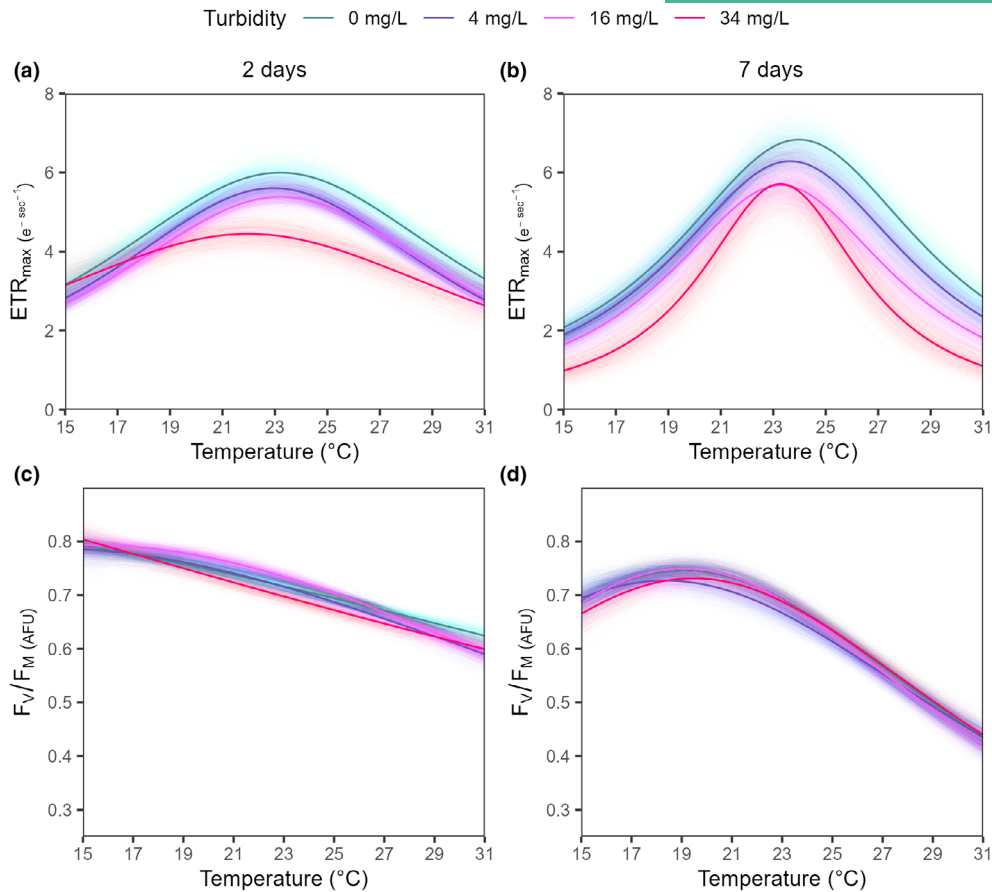 Turbidity 0 mg/L 4 mg/L 16 mg/L 34 mg/L
(a) 2 days (b) 7 days
8 8
6 6
4 4
2 2
0 0
ETRmax (e− sec−1) ETRmax (e− sec−1)
15 17 19 21 23 25 27 29 31 15 17 19 21 23 25 27 29 31
Temperature (°C) Temperature (°C)
(c) (d)
0.8 0.8
0.7 0.7
0.6 0.6
0.5 0.5
0.4 0.4
0.3 0.3
FV/FM (AFU) FV/FM (AFU)
15 17 19 21 23 25 27 29 31 15 17 19 21 23 25 27 29 31
Temperature (°C) Temperature (°C)